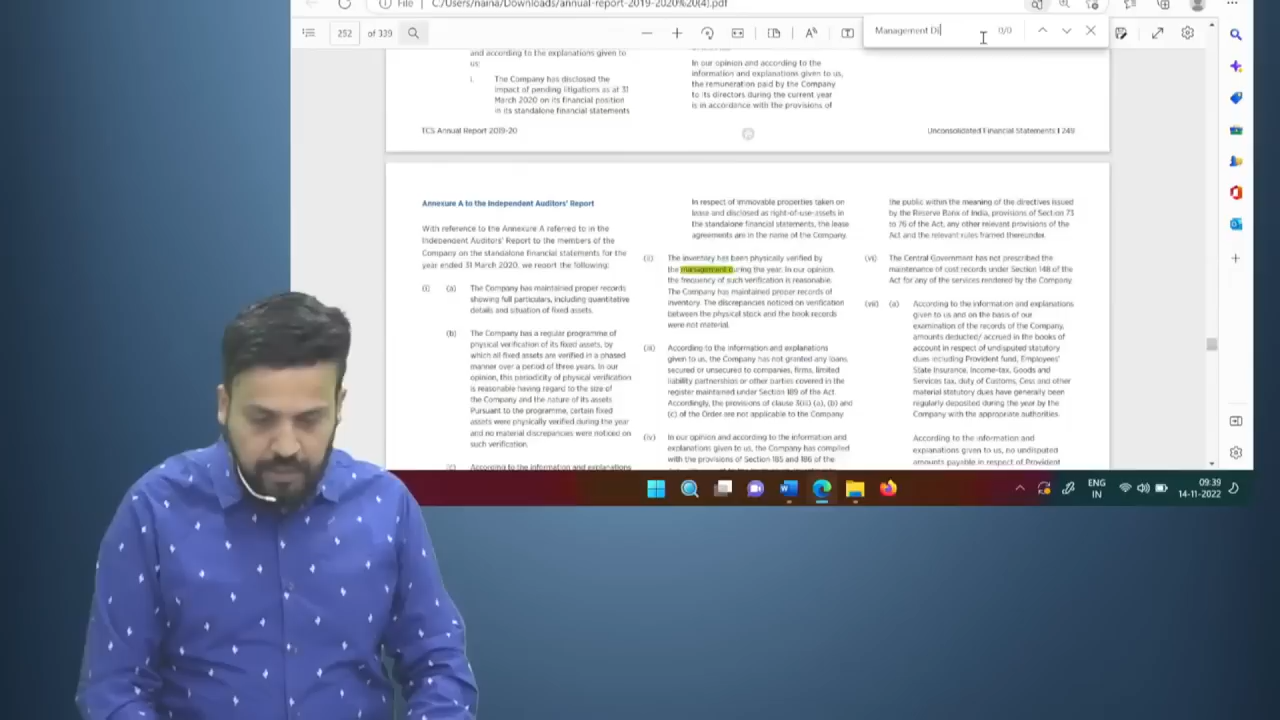 File
C:/Users/naina/Downloads/annual-report-2019-2020%20(4).pdf
252 of 339
Management Di
0/0
and according to the explanations given to
us:
i. The Company has disclosed the
impact of pending litigations as at 31
March 2020 on its financial position
in its standalone financial statements
In our opinion and according to the
information and explanations given to us,
the remuneration paid by the Company
to its directors during the current year
is in accordance with the provisions of
TCS Annual Report 2019-20
Unconsolidated Financial Statements I 249
Annexure A to the Independent Auditors' Report
With reference to the Annexure A referred to in the
Independent Auditors' Report to the members of the
Company on the standalone financial statements for the
year ended 31 March 2020, we report the following:
(i) (a) The Company has maintained proper records
showing full particulars, including quantitative
details and situation of fixed assets.
(b) The Company has a regular programme of
physical verification of its fixed assets, by
which all fixed assets are verified in a phased
manner over a period of three years. In our
opinion, this periodicity of physical verification
is reasonable having regard to the size of
the Company and the nature of its assets.
Pursuant to the programme, certain fixed
assets were physically verified during the year
and no material discrepancies were noticed on
such verification.
(c) According to the information and explanations
In respect of immovable properties taken on
lease and disclosed as right-of-use-assets in
the standalone financial statements, the lease
agreements are in the name of the Company.
(ii) The inventory has been physically verified by
the management during the year. In our opinion,
the frequency of such verification is reasonable.
The Company has maintained proper records of
inventory. The discrepancies noticed on verification
between the physical stock and the book records
were not material.
(iii) According to the information and explanations
given to us, the Company has not granted any loans,
secured or unsecured to companies, firms, limited
liability partnerships or other parties covered in the
register maintained under Section 189 of the Act.
Accordingly, the provisions of clause 3(iii) (a), (b) and
(c) of the Order are not applicable to the Company
(iv) In our opinion and according to the information and
explanations given to us, the Company has complied
with the provisions of Section 185 and 186 of the
the public within the meaning of the directives issued
by the Reserve Bank of India, provisions of Section 73
to 76 of the Act, any other relevant provisions of the
Act and the relevant rules framed thereunder.
(vi) The Central Government has not prescribed the
maintenance of cost records under Section 148 of the
Act for any of the services rendered by the Company.
(vii) (a) According to the information and explanations
given to us and on the basis of our
examination of the records of the Company,
amounts deducted/ accrued in the books of
account in respect of undisputed statutory
dues including Provident fund, Employees'
State Insurance, Income-tax, Goods and
Services tax, duty of Customs, Cess and other
material statutory dues have generally been
regularly deposited during the year by the
Company with the appropriate authorities.
According to the information and
explanations given to us, no undisputed
amounts payable in respect of Provident
ENG
IN
09:39
14-11-2022